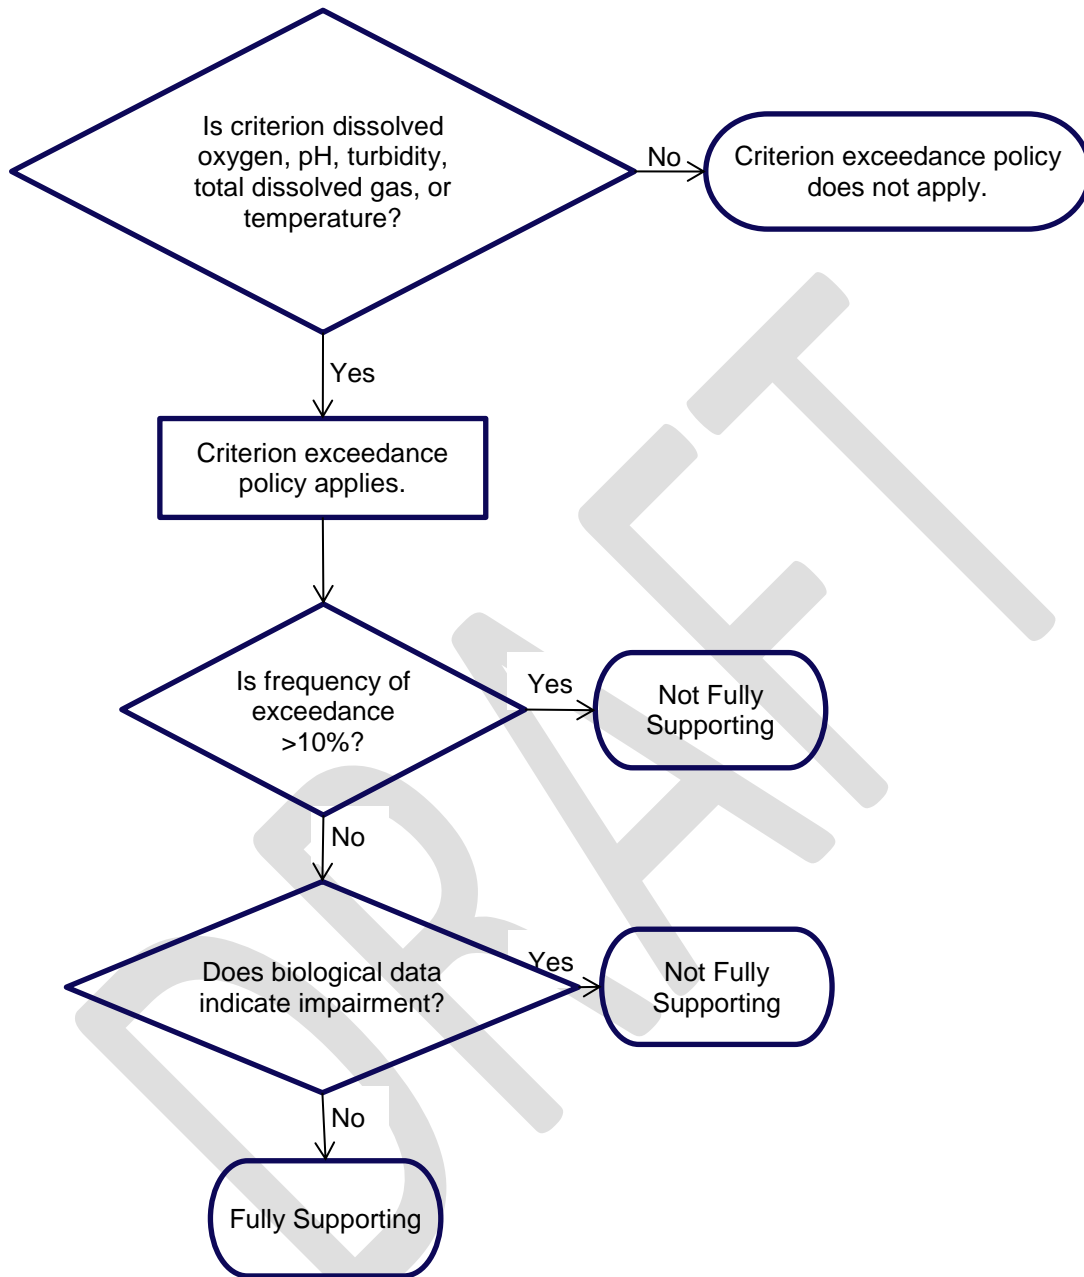 Is criterion dissolved
oxygen, pH, turbidity,
total dissolved gas, or
temperature?
No
Criterion exceedance policy
does not apply.
Yes
Criterion exceedance
policy applies.
Is frequency of
exceedance
>10%?
Yes
Not Fully
Supporting
No
Does biological data
indicate impairment?
Yes
Not Fully
Supporting
No
Fully Supporting
DRAFT